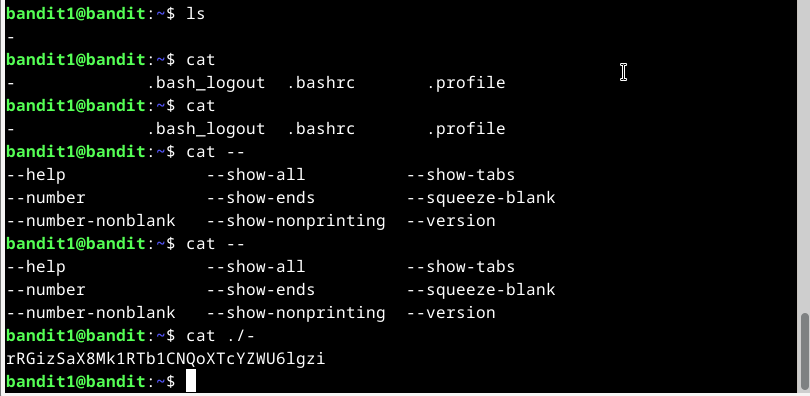 bandit1@bandit:~$ ls
-
bandit1@bandit:~$ cat
-             .bash_logout  .bashrc       .profile
bandit1@bandit:~$ cat
-             .bash_logout  .bashrc       .profile
bandit1@bandit:~$ cat --
--help              --show-all          --show-tabs
--number            --show-ends         --squeeze-blank
--number-nonblank   --show-nonprinting  --version
bandit1@bandit:~$ cat --
--help              --show-all          --show-tabs
--number            --show-ends         --squeeze-blank
--number-nonblank   --show-nonprinting  --version
bandit1@bandit:~$ cat ./-
rRGizSaX8Mk1RTb1CNQoXTcYZWU6lgzi
bandit1@bandit:~$